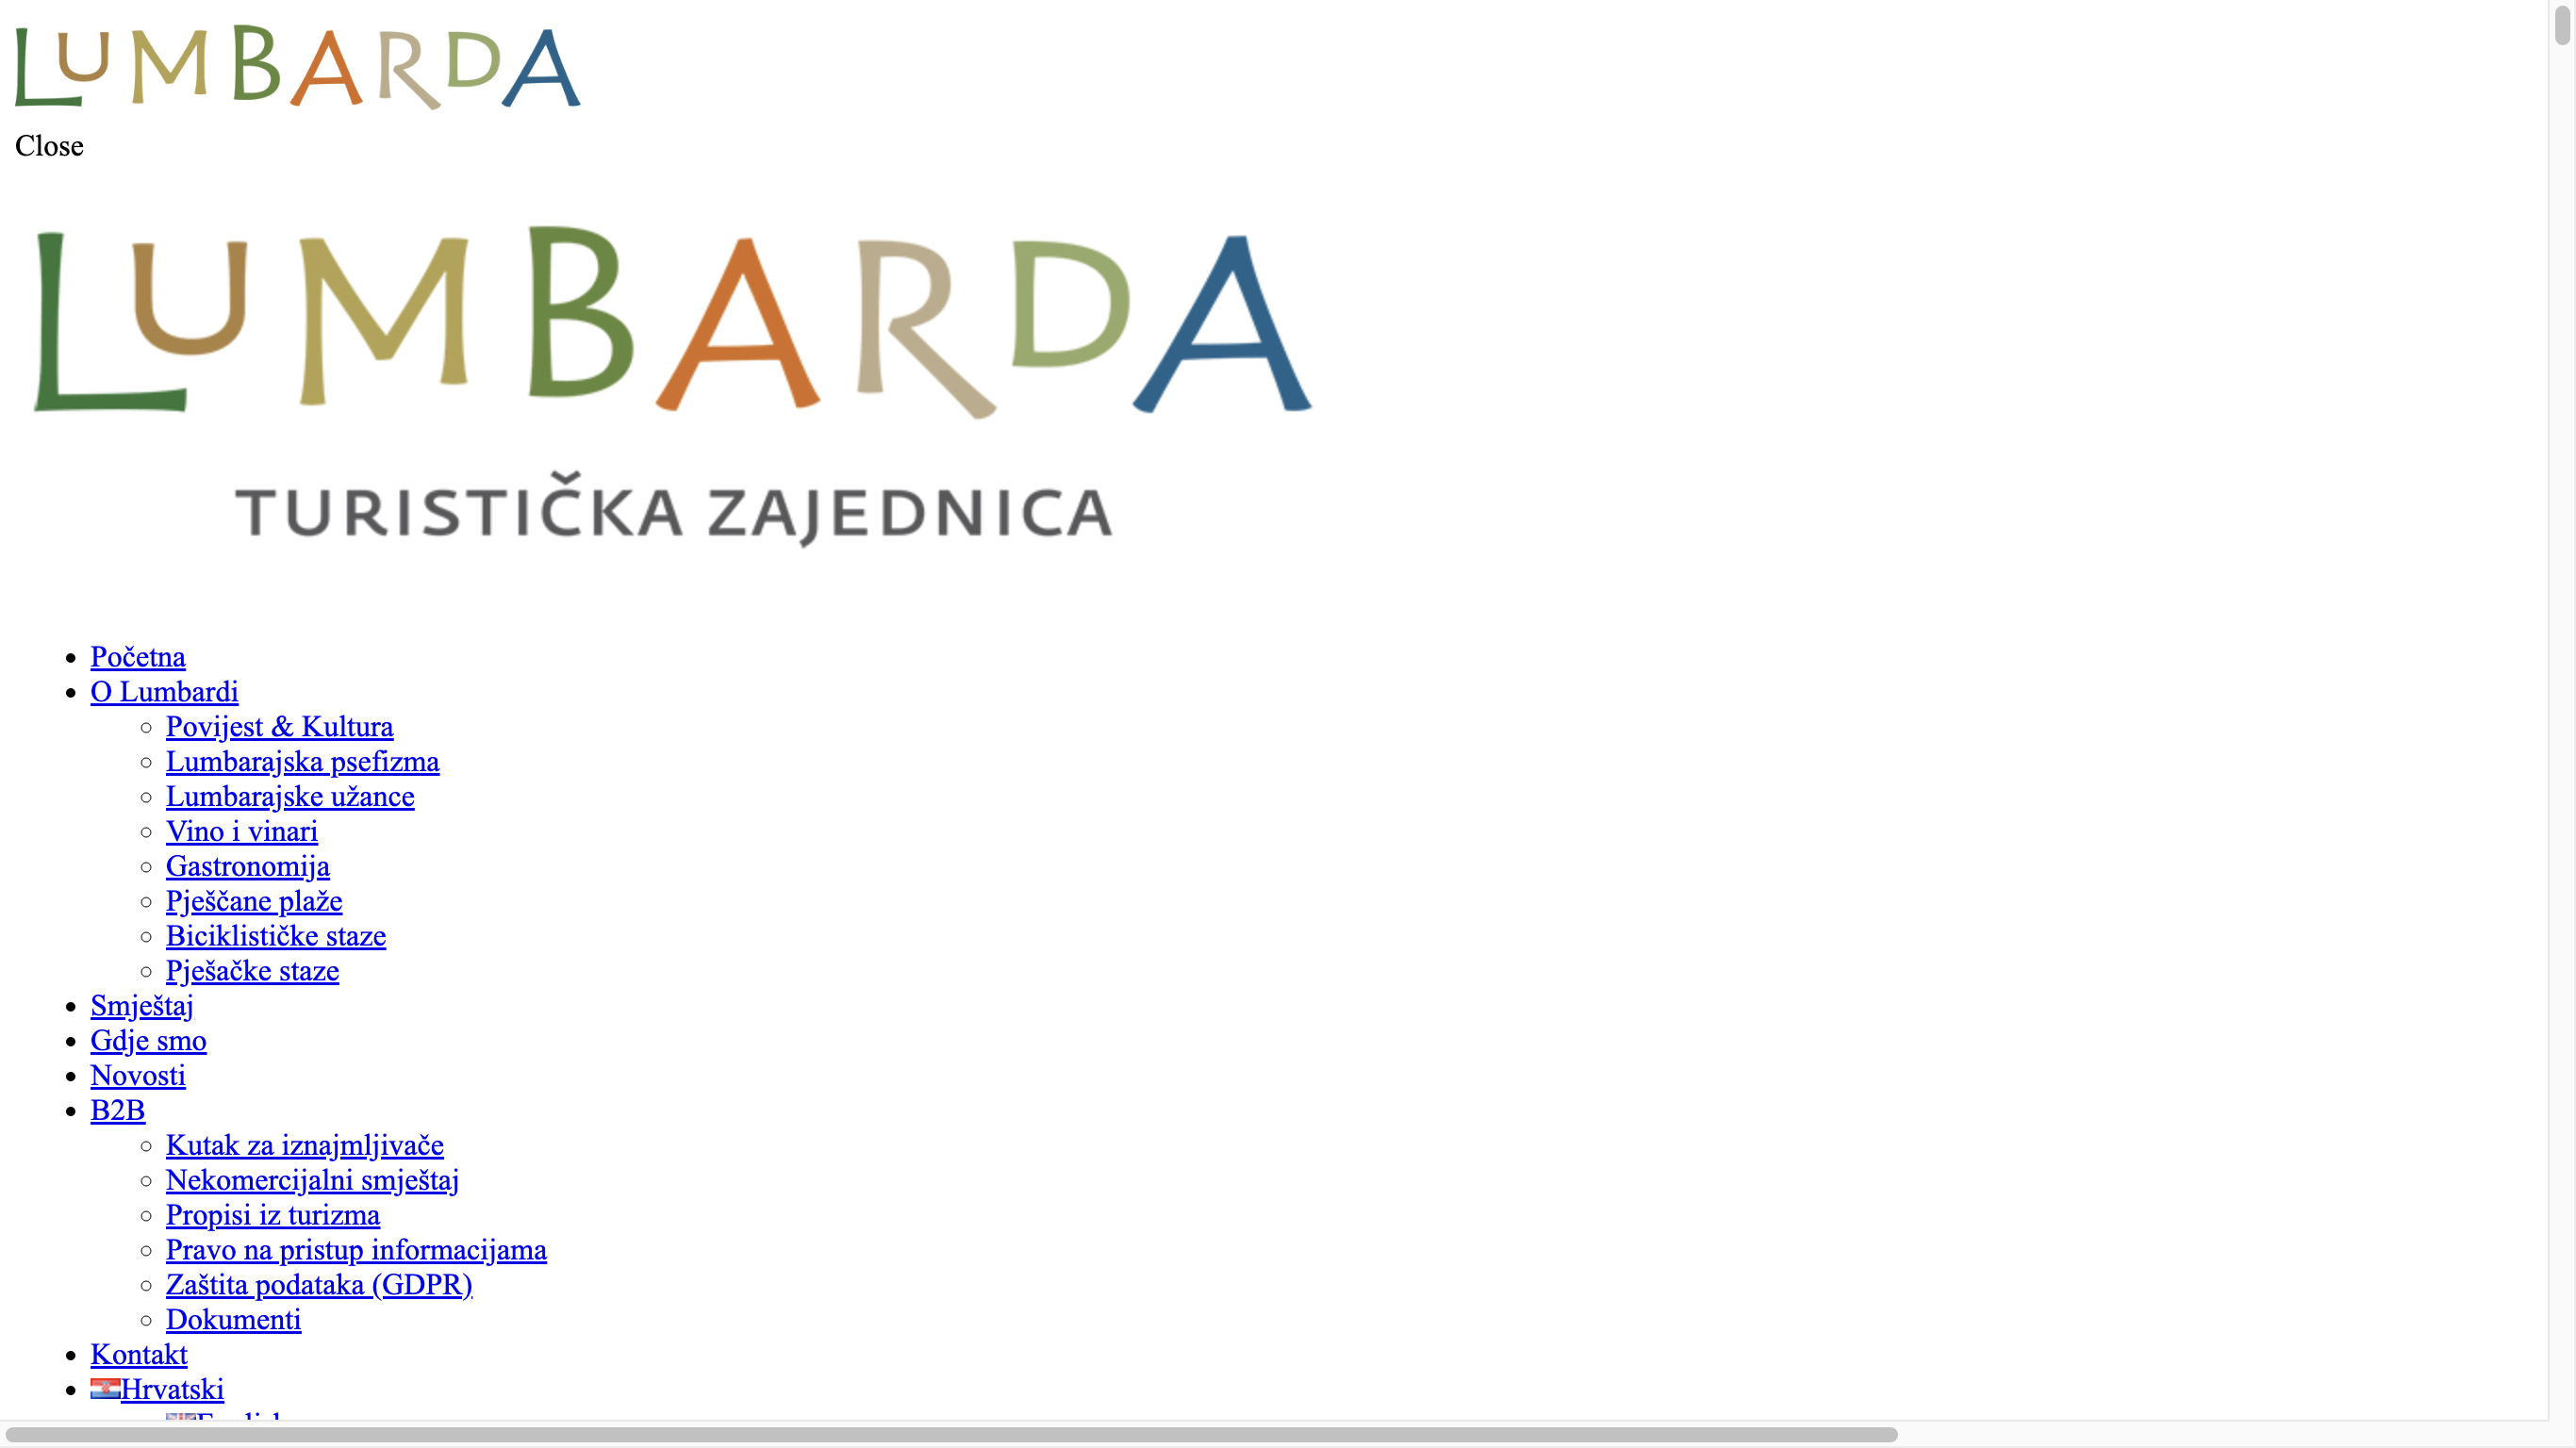 LUMBARDA
Close
LUMBARDA
TURISTIČKA ZAJEDNICA
Početna
O Lumbardi
Povijest & Kultura
Lumbarajska psefizma
Lumbarajske užance
Vino i vinari
Gastronomija
Pješčane plaže
Biciklističke staze
Pješačke staze
Smještaj
Gdje smo
Novosti
B2B
Kutak za iznajmljivače
Nekomercijalni smještaj
Propisi iz turizma
Pravo na pristup informacijama
Zaštita podataka (GDPR)
Dokumenti
Kontakt
Hrvatski